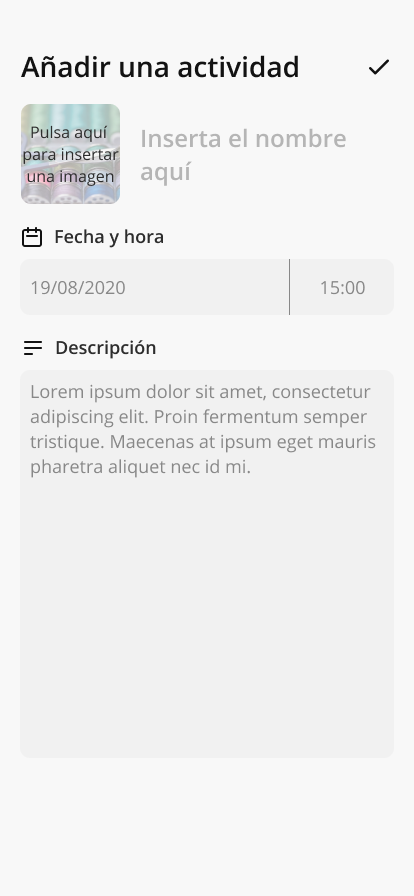 Añadir una actividad
Pulsa aquí
para insertar
una imagen
Inserta el nombre
aquí
Fecha y hora
19/08/2020
15:00
Descripción
Lorem ipsum dolor sit amet, consectetur
adipiscing elit. Proin fermentum semper
tristique. Maecenas at ipsum eget mauris
pharetra aliquet nec id mi.